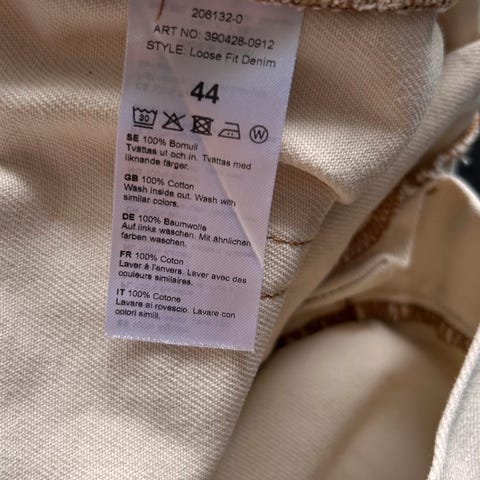 206132-0
ART NO: 390428-0912
STYLE: Loose Fit Denim
44
30 W
SE 100% Bomull
Tvättas ut och in. Tvättas med
liknande färger.
GB 100% Cotton
Wash inside out. Wash with
similar colors.
DE 100% Baumwolle
Auf links waschen. Mit ähnlichen
farben waschen.
FR 100% Coton
Laver à l'envers. Laver avec des
couleurs similaires.
IT 100% Cotone
Lavare ai rovescio. Lavare con
colori simili.